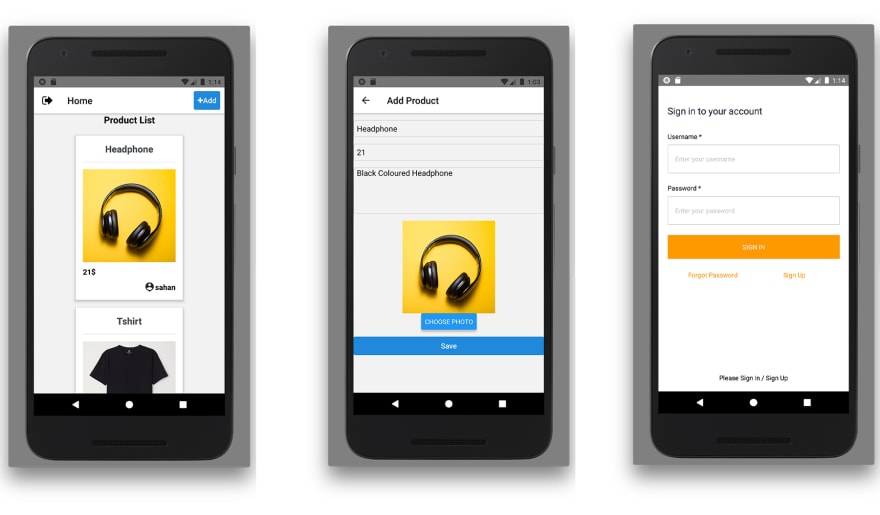 1:14
Home
+Add
Product List
Headphone
21$
sahan
Tshirt
1:03
Add Product
Headphone
21
Black Coloured Headphone
CHOOSE PHOTO
Save
1:14
Sign in to your account
Username *
Enter your username
Password *
Enter your password
SIGN IN
Forgot Password
Sign Up
Please Sign in / Sign Up